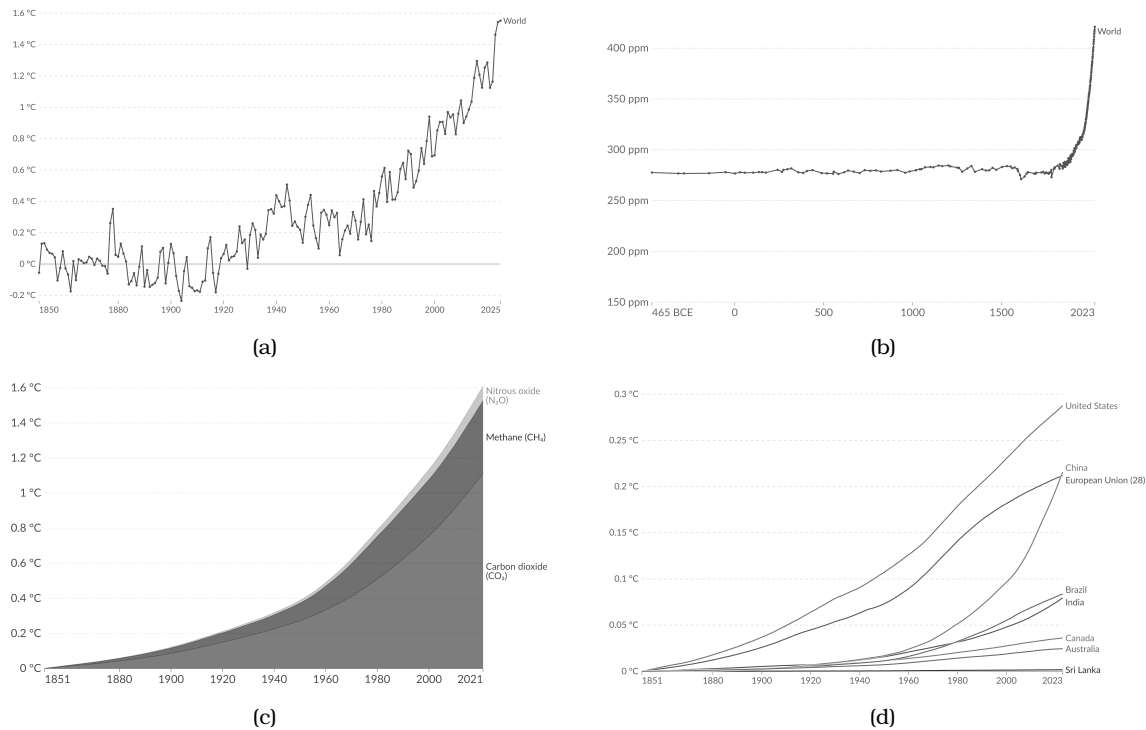 1.6 °C
World
1.4 °C
1.2 °C
1 °C
0.8 °C
0.6 °C
0.4 °C
0.2 °C
0 °C
-0.2 °C
1850 1880 1900 1920 1940 1960 1980 2000 2025
(a)
World
400 ppm
350 ppm
300 ppm
250 ppm
200 ppm
150 ppm
465 BCE 0 500 1000 1500 2023
(b)
1.6 °C
Nitrous oxide
(N₂O)
1.4 °C
Methane (CH₄)
1.2 °C
1 °C
0.8 °C
0.6 °C
Carbon dioxide
(CO₂)
0.4 °C
0.2 °C
0 °C
1851 1880 1900 1920 1940 1960 1980 2000 2021
(c)
0.3 °C
United States
0.25 °C
China
European Union (28)
0.2 °C
0.15 °C
0.1 °C
Brazil
India
0.05 °C
Canada
Australia
0 °C
Sri Lanka
1851 1880 1900 1920 1940 1960 1980 2000 2023
(d)